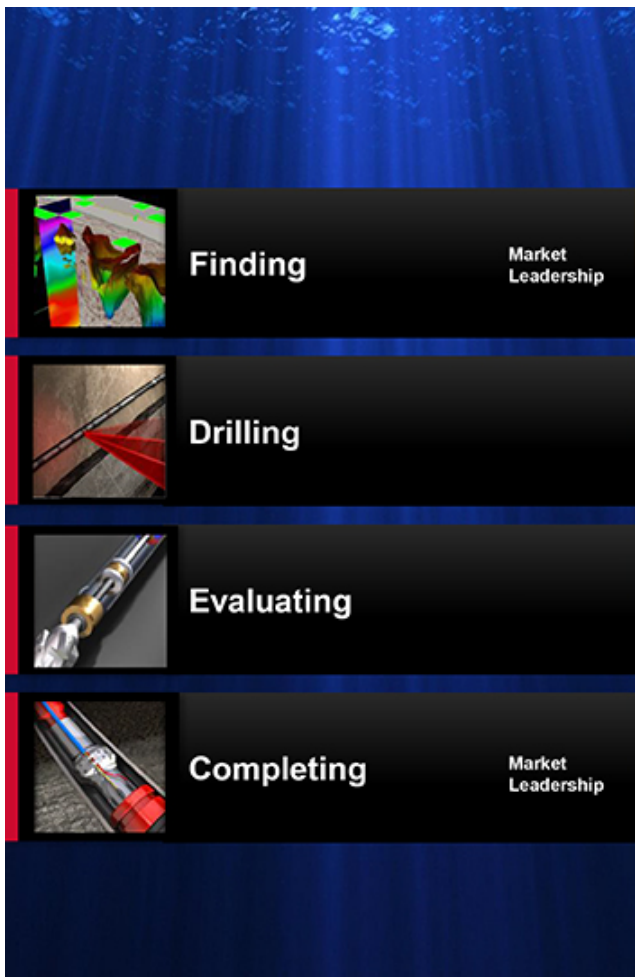 Finding
Market
Leadership
Drilling
Evaluating
Completing
Market
Leadership